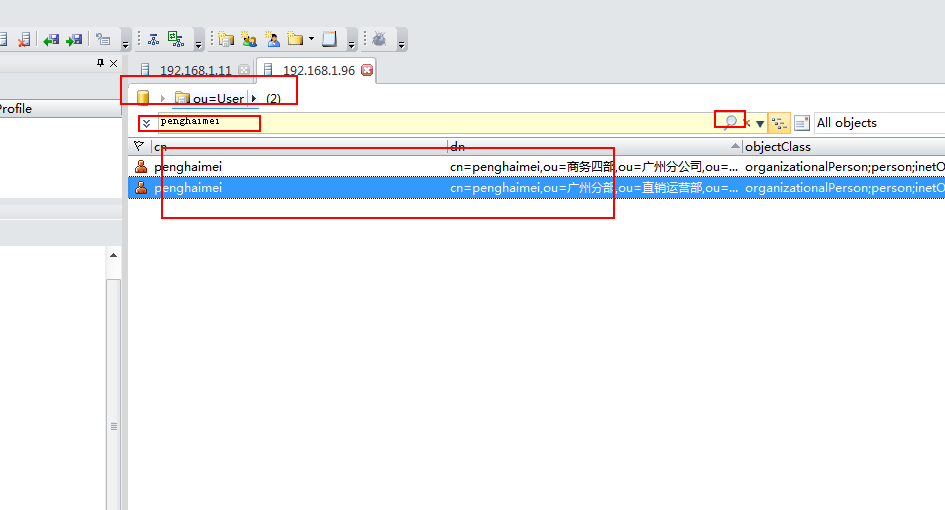 192.168.1.11 192.168.1.96
Profile
ou=User (2)
penghaimei All objects
cn dn objectClass
penghaimei cn=penghaimei,ou=商务四部,ou=广州分公司,ou=... organizationalPerson;person;inetO
penghaimei cn=penghaimei,ou=广州分部,ou=直销运营部,ou=... organizationalPerson;person;inetO